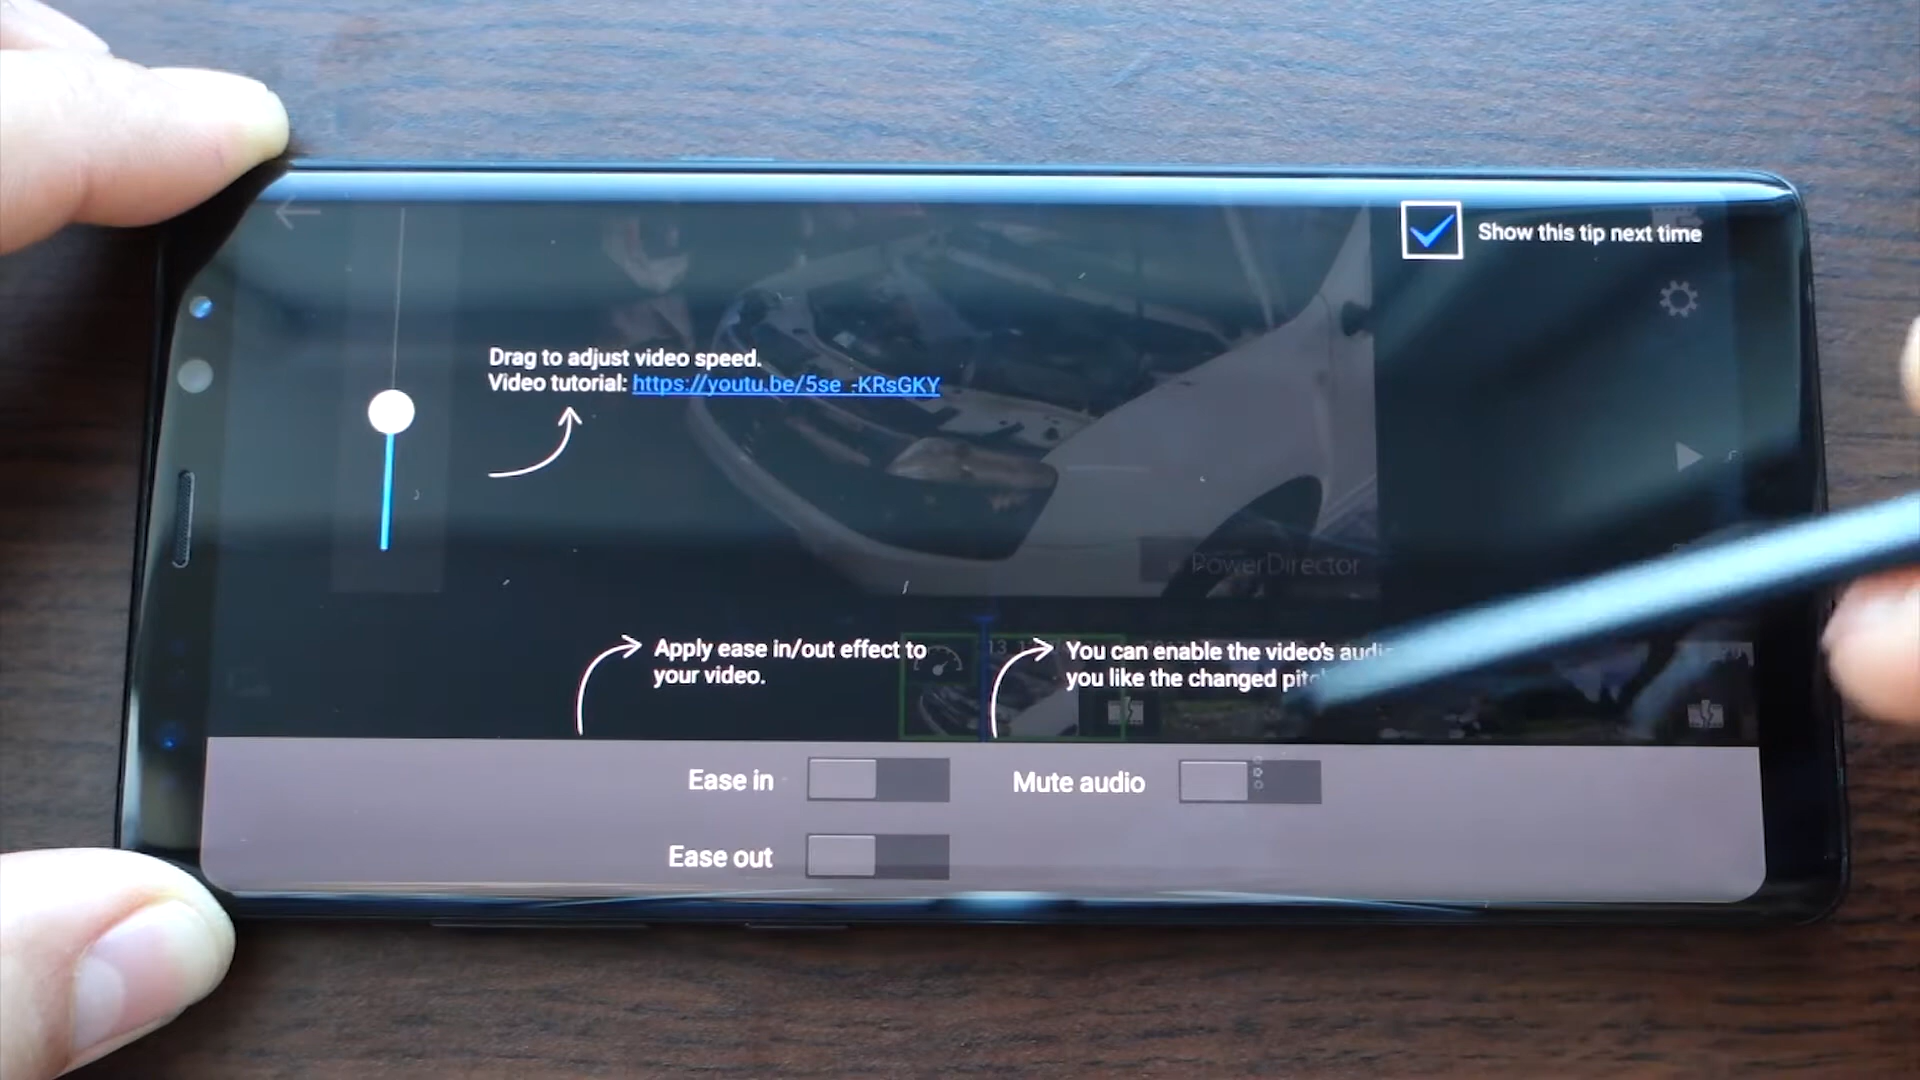 Show this tip next time
Drag to adjust video speed.
Video tutorial: https://youtu.be/5se_-KRsGKY
PowerDirector
Apply ease in/out effect to
your video.
You can enable the video's
you like the changed
Ease in
Mute audio
Ease out